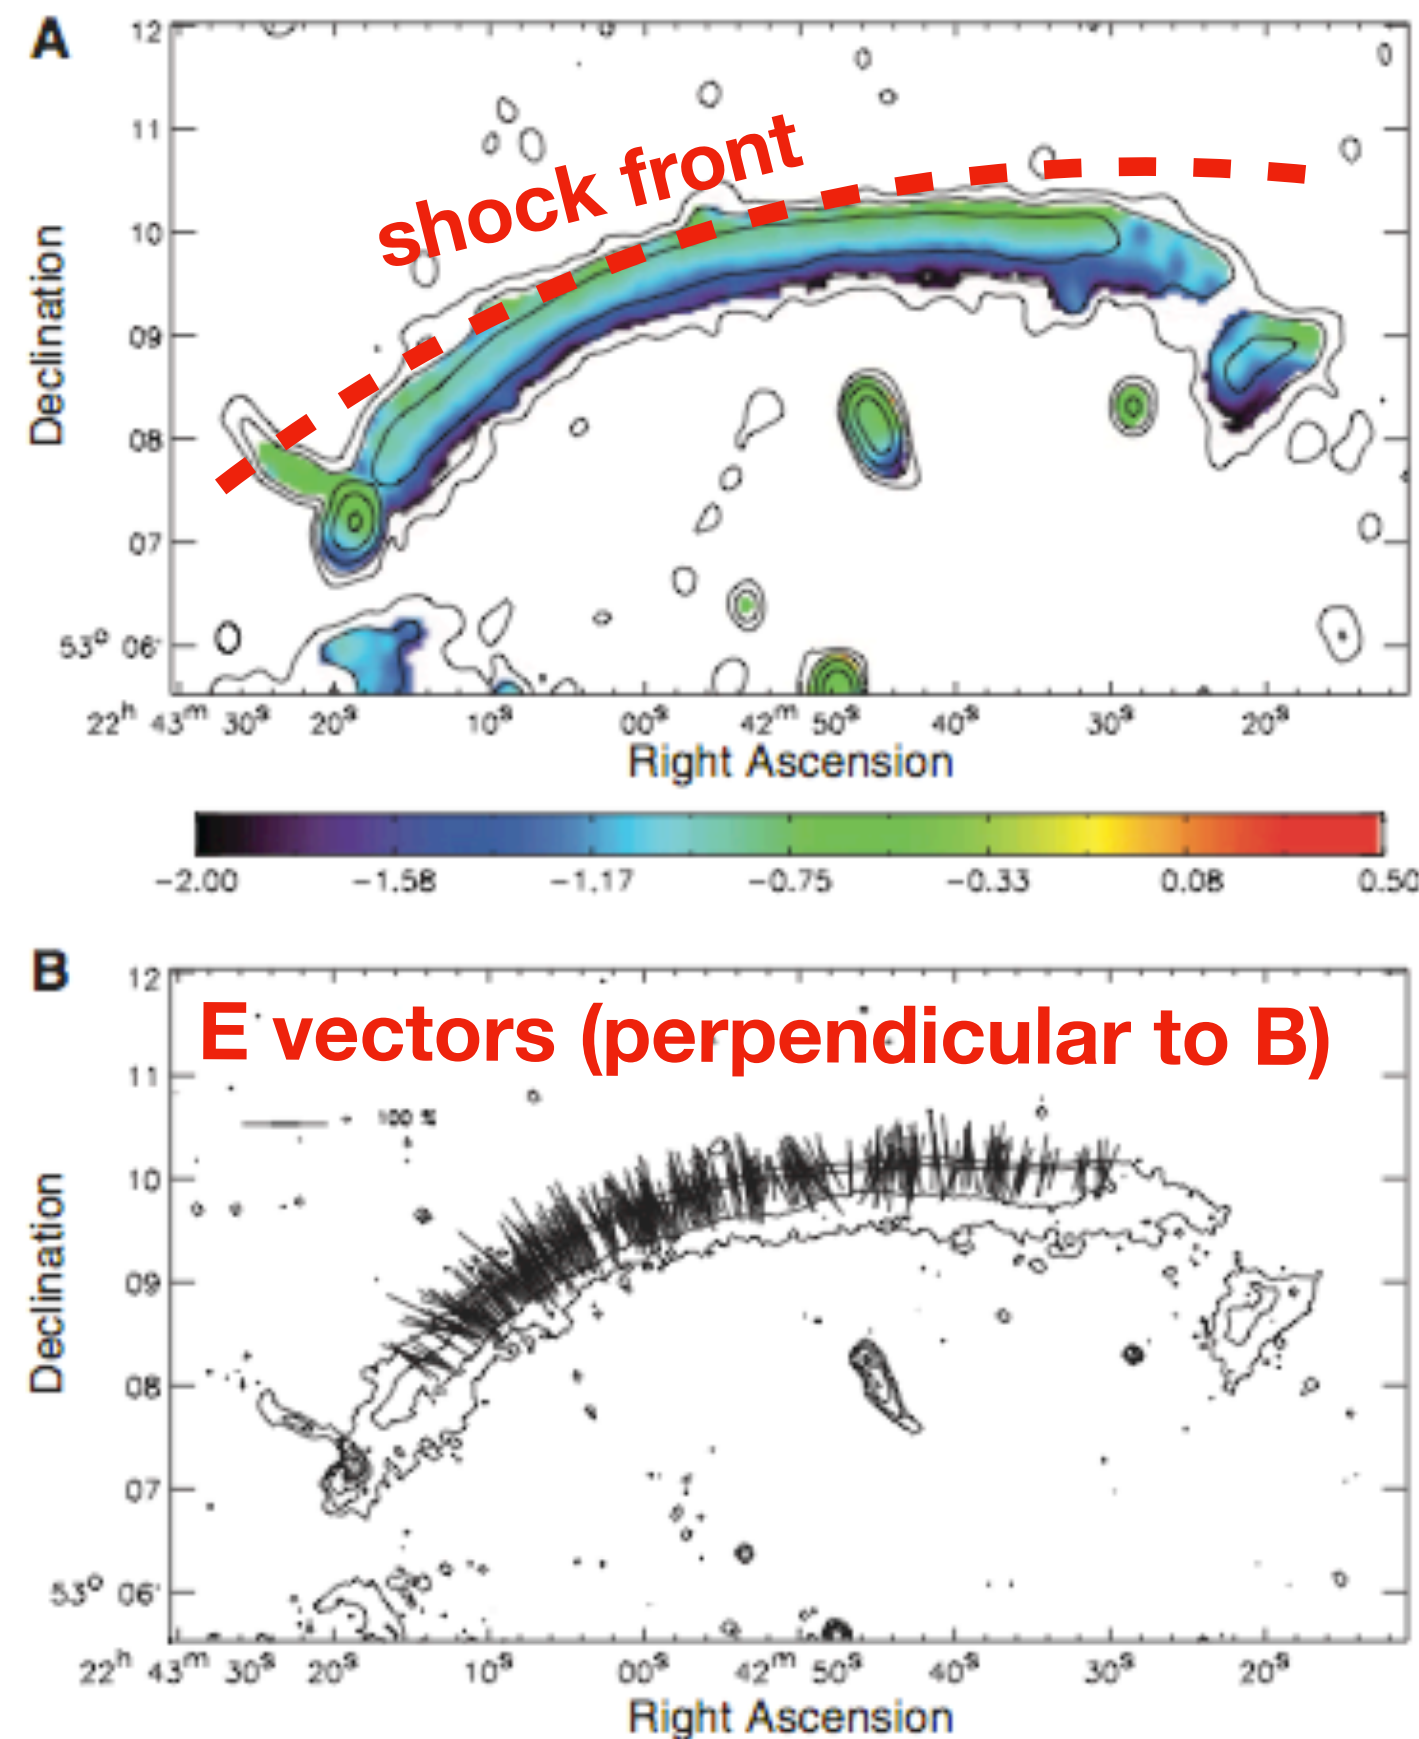 A
12
11
10
09
08
07
53° 06'
Declination
shock front
22ʰ 43ᵐ 30ˢ 20ˢ 10ˢ 00ˢ 42ᵐ 50ˢ 40ˢ 30ˢ 20ˢ
Right Ascension
−2.00 −1.58 −1.17 −0.75 −0.33 0.08 0.50
B
12
11
10
09
08
07
53° 06'
Declination
E vectors (perpendicular to B)
100 %
22ʰ 43ᵐ 30ˢ 20ˢ 10ˢ 00ˢ 42ᵐ 50ˢ 40ˢ 30ˢ 20ˢ
Right Ascension